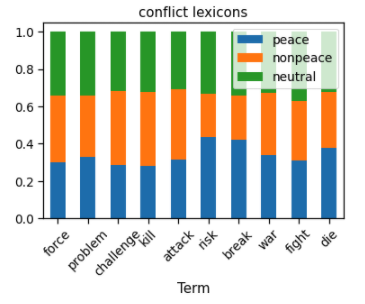 conflict lexicons
1.0
0.8
0.6
0.4
0.2
0.0
peace
nonpeace
neutral
force
problem
challenge
kill
attack
risk
break
war
fight
die
Term